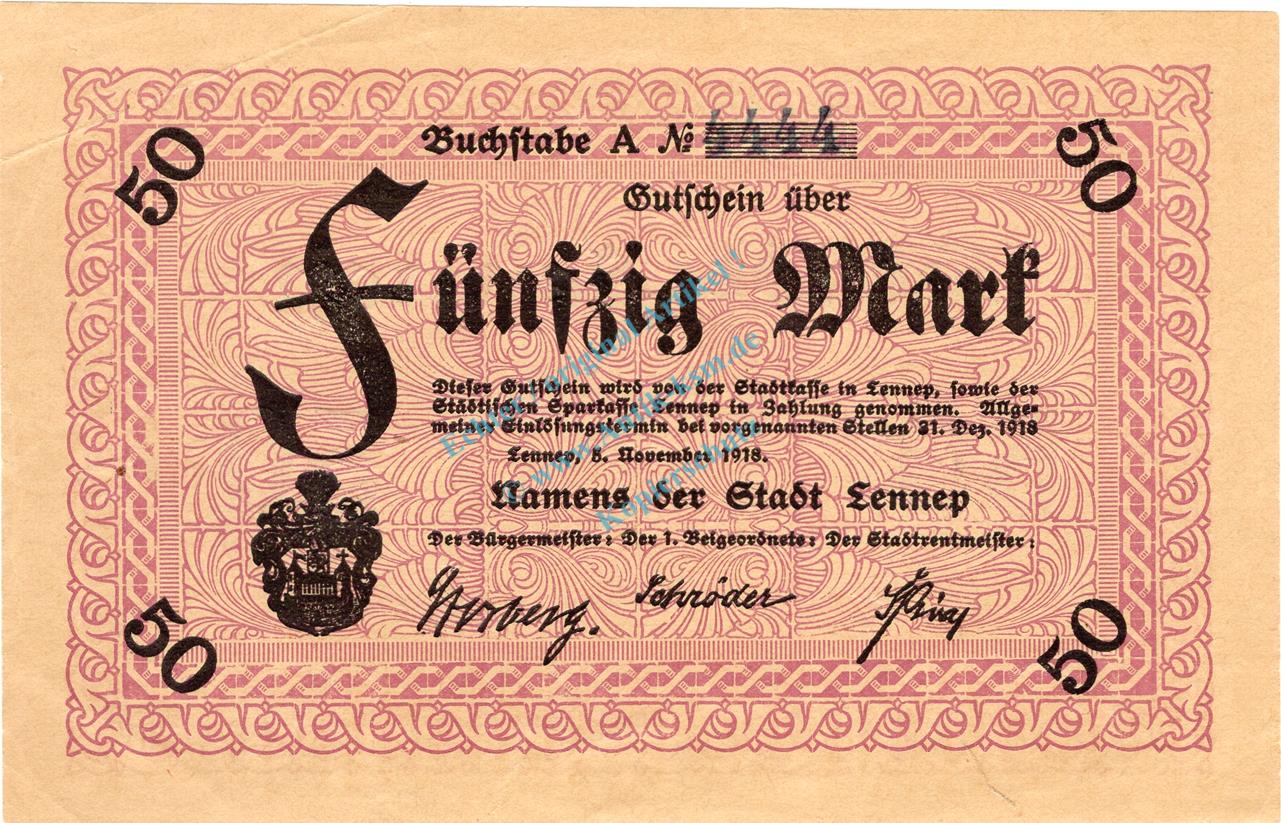 50
50
Buchstabe A № 4444
Gutschein über
Fünfzig Mark
Dieser Gutschein wird von der Stadtkasse in Lennep, sowie der
Städtischen Sparkasse Lennep in Zahlung genommen. Allge-
meiner Einlösungstermin bei vorgenannten Stellen 31. Dez. 1918
Lennep, 5. November 1918.
Namens der Stadt Lennep
Der Bürgermeister: Der 1. Beigeordnete: Der Stadtrentmeister:
Schröder
50
50